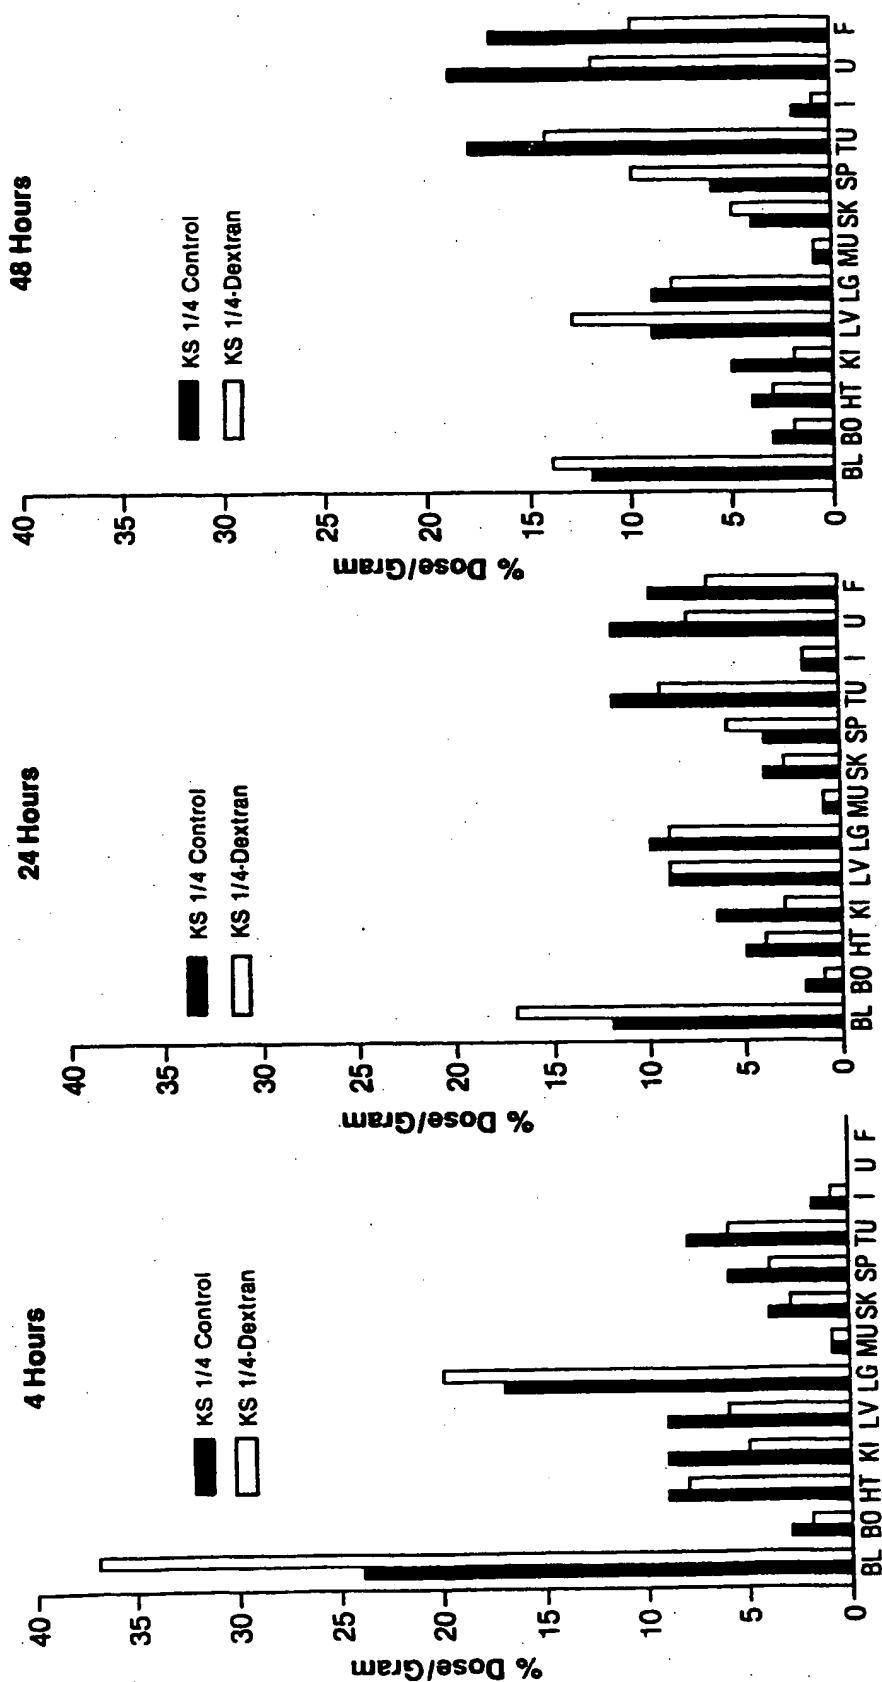 4 Hours
KS 1/4 Control
KS 1/4-Dextran
% Dose/Gram
40
35
30
25
20
15
10
5
0
BL BO HT KI LV LG MU SK SP TU I U F
24 Hours
KS 1/4 Control
KS 1/4-Dextran
% Dose/Gram
40
35
30
25
20
15
10
5
0
BL BO HT KI LV LG MU SK SP TU I U F
48 Hours
KS 1/4 Control
KS 1/4-Dextran
% Dose/Gram
40
35
30
25
20
15
10
5
0
BL BO HT KI LV LG MU SK SP TU I U F